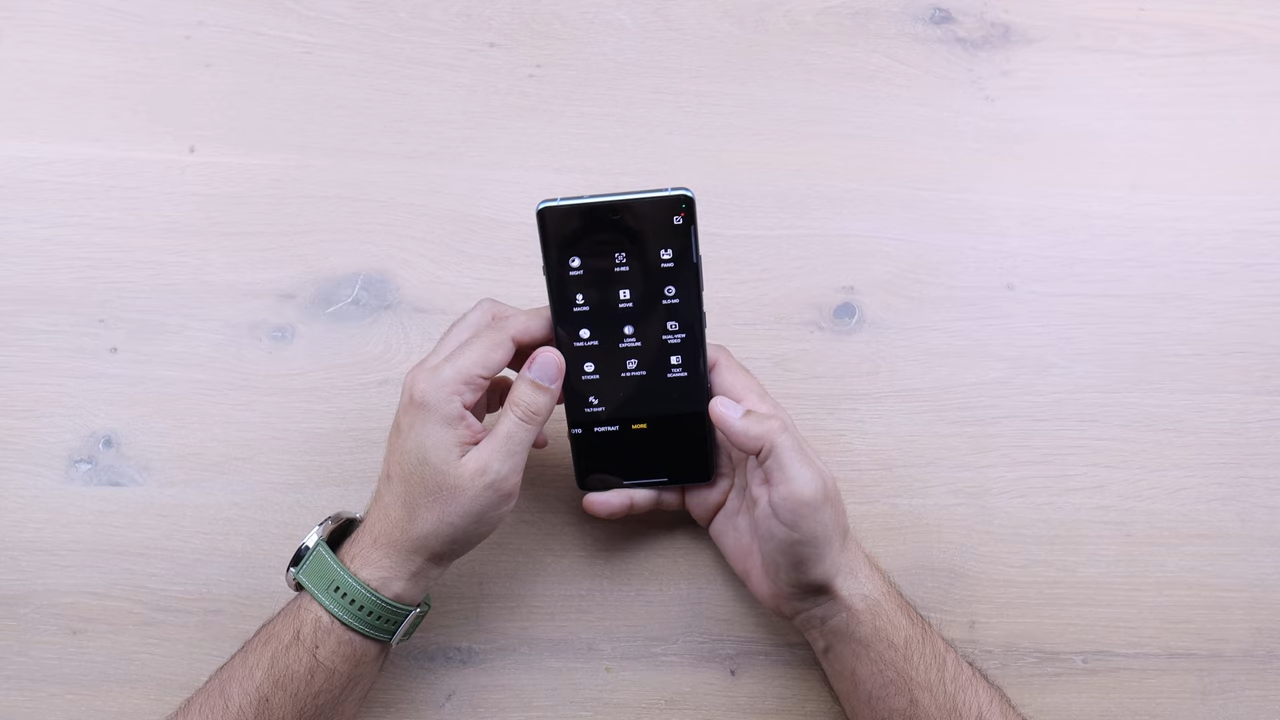 NIGHT
HI-RES
PANO
MACRO
MOVIE
SLO-MO
TIME-LAPSE
LONG
EXPOSURE
DUAL-VIEW
VIDEO
STICKER
AI ID PHOTO
TEXT
SCANNER
TILT-SHIFT
OTO
PORTRAIT
MORE